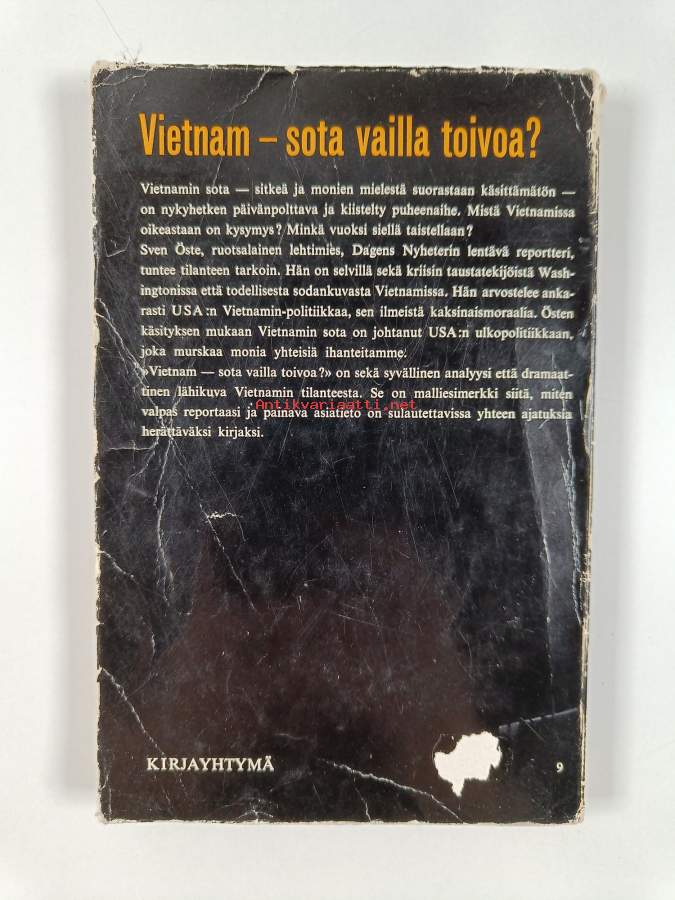 Vietnam – sota vailla toivoa?
Vietnamin sota — sitkeä ja monien mielestä suorastaan käsittämätön —
on nykyhetken päivänpolttava ja kiistelty puheenaihe. Mistä Vietnamissa
oikeastaan on kysymys? Minkä vuoksi siellä taistellaan?
Sven Öste, ruotsalainen lehtimies, Dagens Nyheterin lentävä reportteri,
tuntee tilanteen tarkoin. Hän on selvillä sekä kriisin taustatekijöistä Wash-
ingtonissa että todellisesta sodankuvasta Vietnamissa. Hän arvostelee anka-
rasti USA:n Vietnamin-politiikkaa, sen ilmeistä kaksinaismoraalia. Östen
käsityksen mukaan Vietnamin sota on johtanut USA:n ulkopolitiikkaan,
joka murskaa monia yhteisiä ihanteitamme.
»Vietnam — sota vailla toivoa?» on sekä syvällinen analyysi että dramaat-
tinen lähikuva Vietnamin tilanteesta. Se on malliesimerkki siitä, miten
valpas reportaasi ja painava asiatieto on sulautettavissa yhteen ajatuksia
Antikvariaatti.net
herättäväksi kirjaksi.
KIRJAYHTYMÄ
9